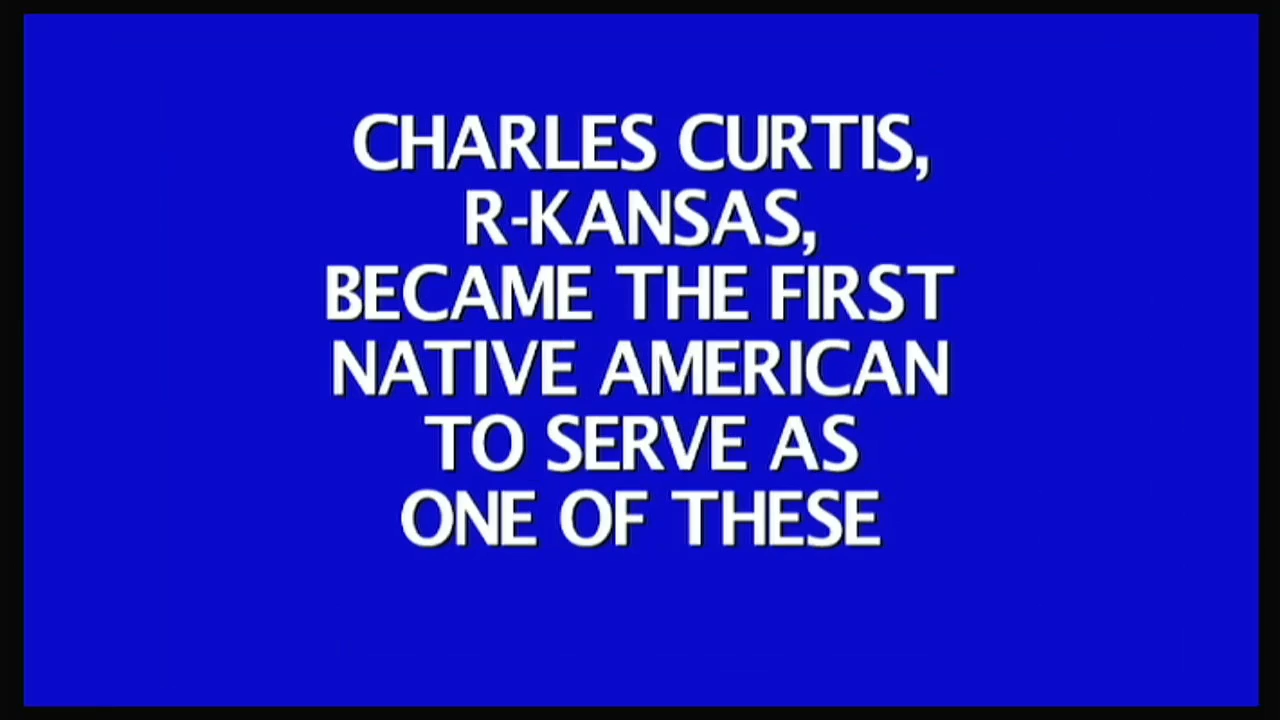 CHARLES CURTIS,
R-KANSAS,
BECAME THE FIRST
NATIVE AMERICAN
TO SERVE AS
ONE OF THESE